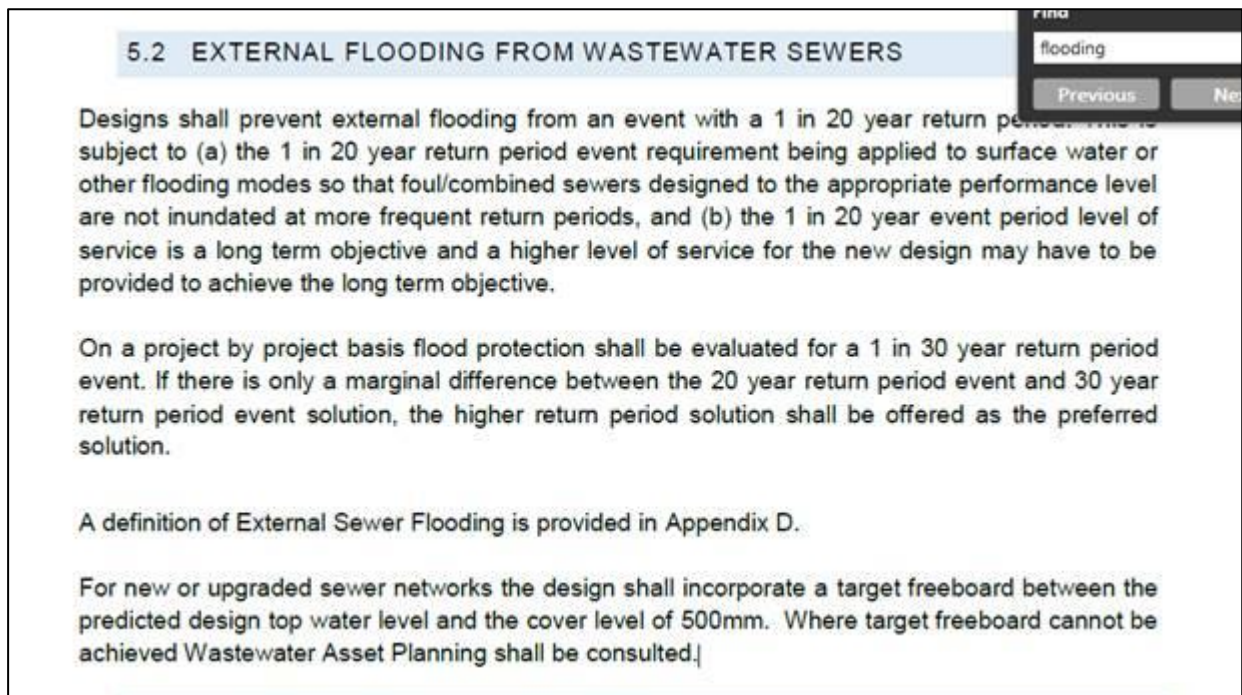 Find
5.2 EXTERNAL FLOODING FROM WASTEWATER SEWERS
flooding
Previous
Designs shall prevent external flooding from an event with a 1 in 20 year return
subject to (a) the 1 in 20 year return period event requirement being applied to surface water or
other flooding modes so that foul/combined sewers designed to the appropriate performance level
are not inundated at more frequent return periods, and (b) the 1 in 20 year event period level of
service is a long term objective and a higher level of service for the new design may have to be
provided to achieve the long term objective.
On a project by project basis flood protection shall be evaluated for a 1 in 30 year return period
event. If there is only a marginal difference between the 20 year return period event and 30 year
return period event solution, the higher return period solution shall be offered as the preferred
solution.
A definition of External Sewer Flooding is provided in Appendix D.
For new or upgraded sewer networks the design shall incorporate a target freeboard between the
predicted design top water level and the cover level of 500mm. Where target freeboard cannot be
achieved Wastewater Asset Planning shall be consulted.